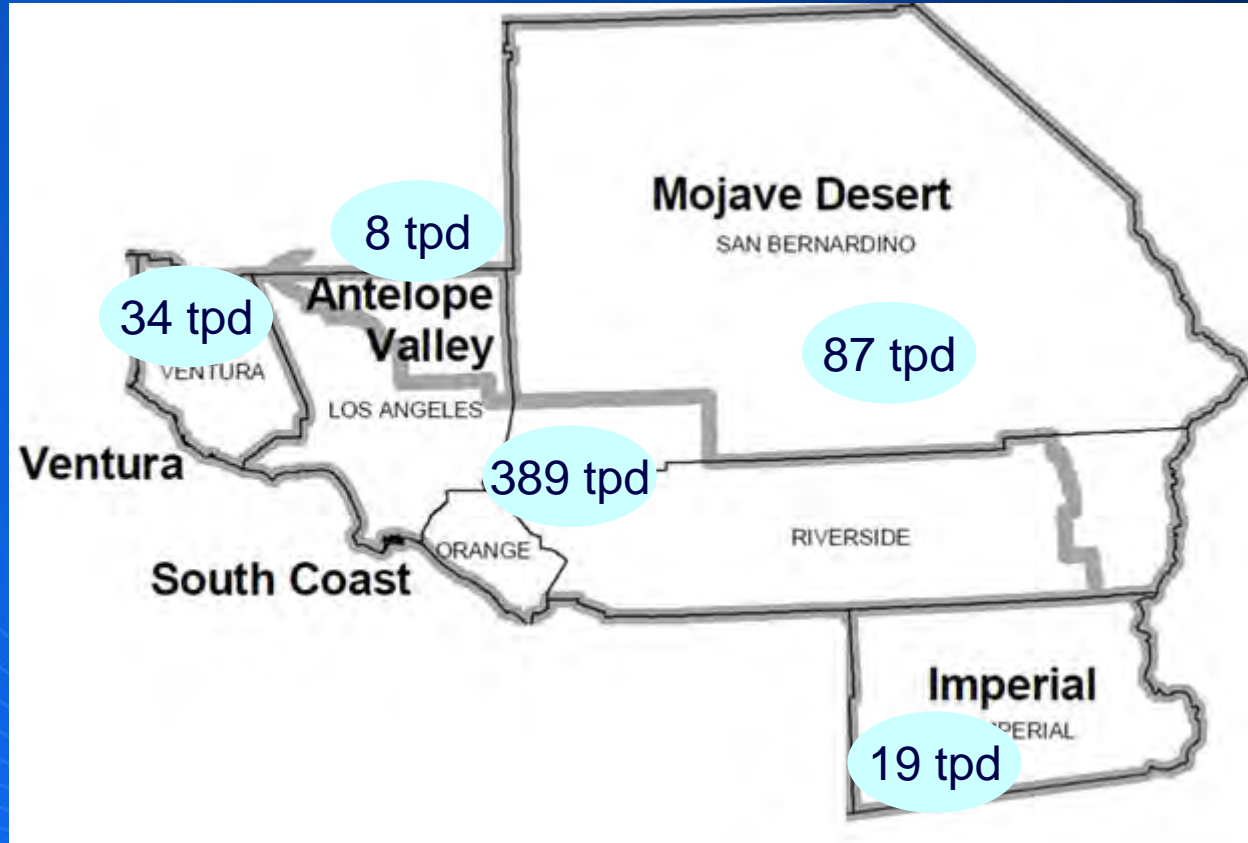 Mojave Desert
SAN BERNARDINO
8 tpd
Antelope
Valley
34 tpd
VENTURA
87 tpd
LOS ANGELES
Ventura
389 tpd
ORANGE
RIVERSIDE
South Coast
Imperial
PERIAL
19 tpd